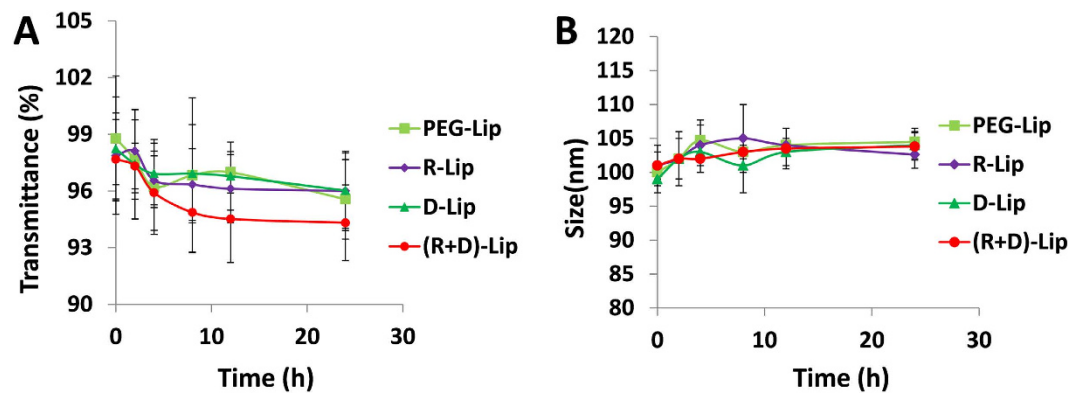 A
Transmittance (%)
105
102
99
96
93
90
0
10
20
30
Time (h)
PEG-Lip
R-Lip
D-Lip
(R+D)-Lip
B
Size(nm)
120
115
110
105
100
95
90
85
80
0
10
20
30
Time (h)
PEG-Lip
R-Lip
D-Lip
(R+D)-Lip